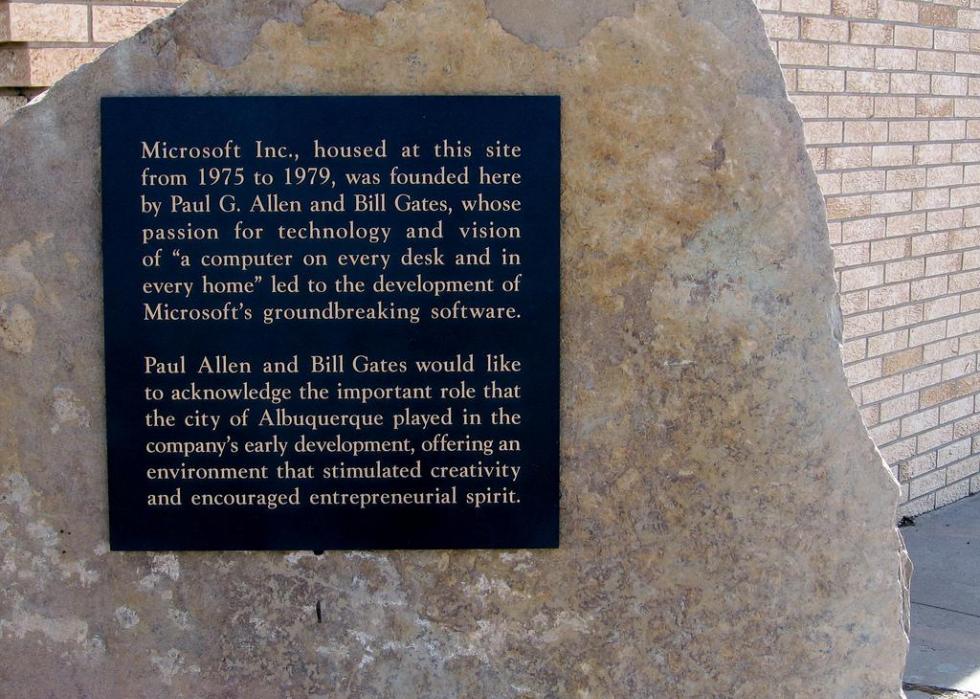 Microsoft Inc., housed at this site
from 1975 to 1979, was founded here
by Paul G. Allen and Bill Gates, whose
passion for technology and vision
of “a computer on every desk and in
every home” led to the development of
Microsoft’s groundbreaking software.
Paul Allen and Bill Gates would like
to acknowledge the important role that
the city of Albuquerque played in the
company’s early development, offering an
environment that stimulated creativity
and encouraged entrepreneurial spirit.